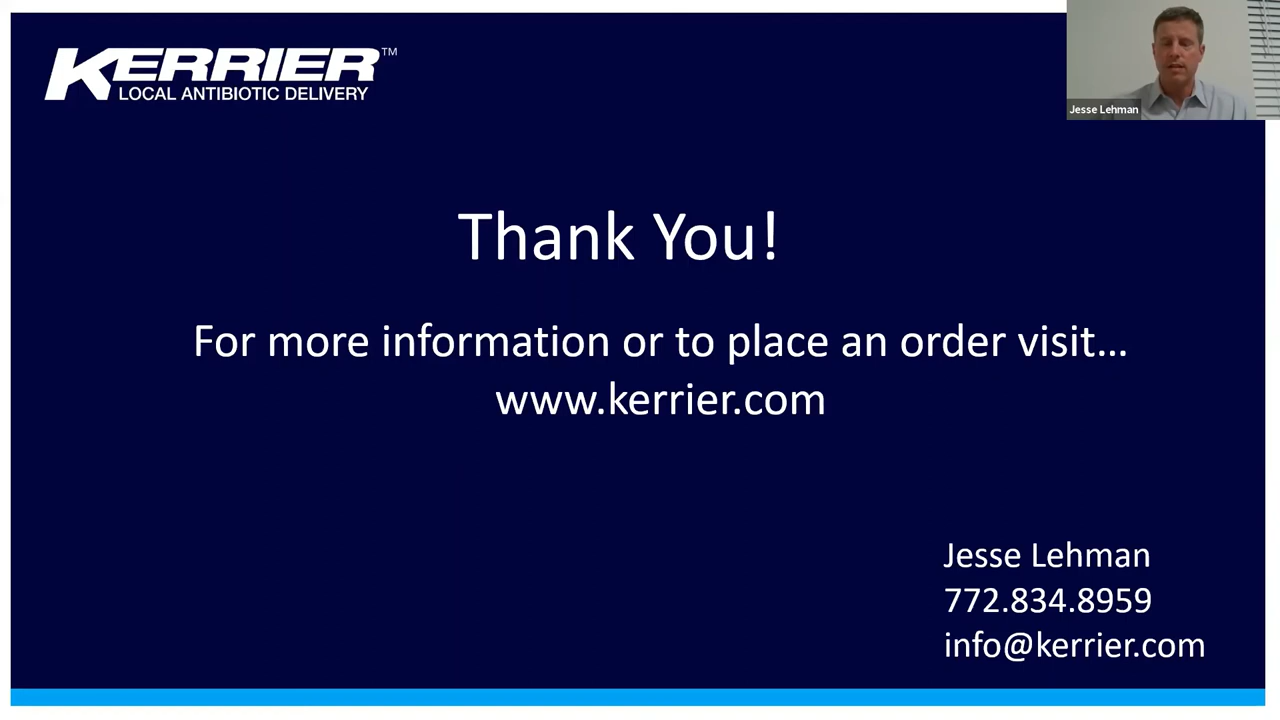 KERRIER™
LOCAL ANTIBIOTIC DELIVERY
Jesse Lehman
Thank You!
For more information or to place an order visit...
www.kerrier.com
Jesse Lehman
772.834.8959
info@kerrier.com